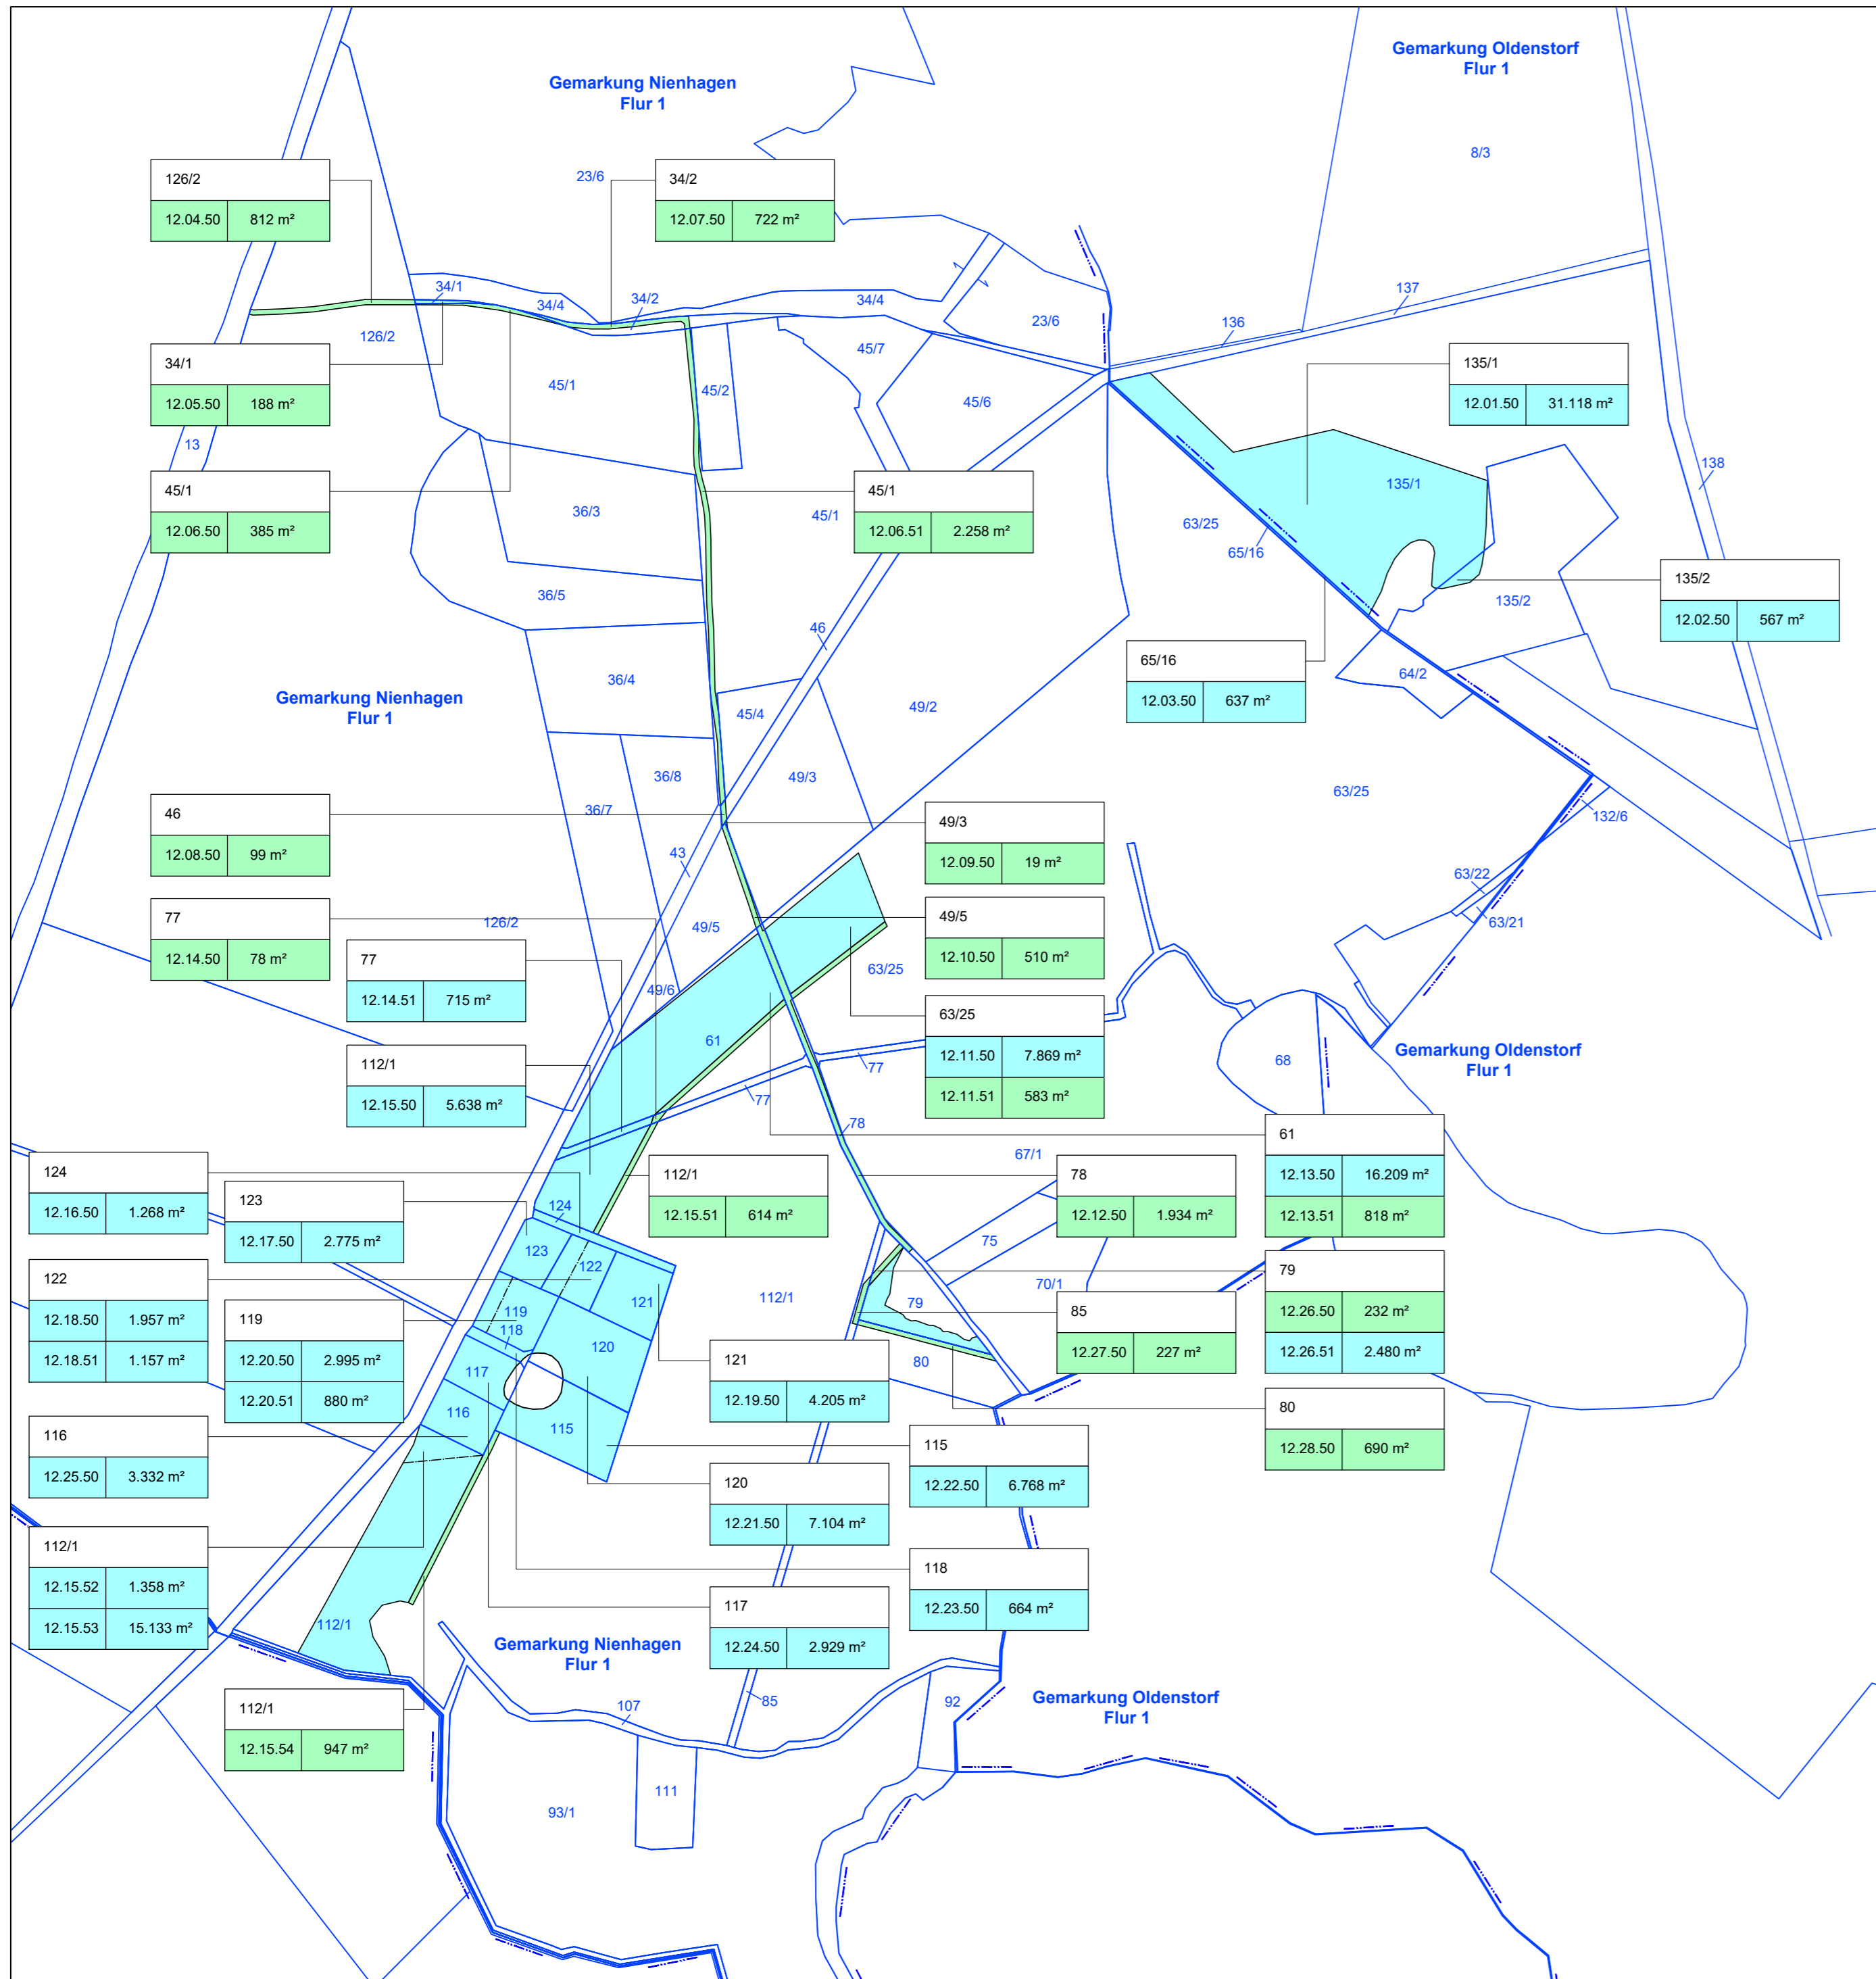 Gemarkung Oldenstorf
Flur 1
Gemarkung Nienhagen
Flur 1
8/3
126/2
12.04.50 812 m²
23/6
34/2
12.07.50 722 m²
1
1
34/1
34/4
34/2
34/4
137
136
23/6
126/2
45/7
34/1
12.05.50 188 m²
135/1
12.01.50 31.118 m²
45/1
45/2
45/6
13
138
45/1
12.06.50 385 m²
45/1
12.06.51 2.258 m²
135/1
36/3
45/1
63/25
65/16
135/2
12.02.50 567 m²
36/5
135/2
46
65/16
12.03.50 637 m²
64/2
36/4
Gemarkung Nienhagen
Flur 1
45/4
49/2
36/8
49/3
63/25
46
12.08.50 99 m²
36/7
49/3
12.09.50 19 m²
132/6
43
63/22
77
12.14.50 78 m²
126/2
49/5
49/5
12.10.50 510 m²
63/21
77
12.14.51 715 m²
63/25
49/6
63/25
12.11.50 7.869 m²
12.11.51 583 m²
61
Gemarkung Oldenstorf
Flur 1
68
112/1
12.15.50 5.638 m²
77
77
78
61
12.13.50 16.209 m²
12.13.51 818 m²
67/1
124
12.16.50 1.268 m²
112/1
12.15.51 614 m²
78
12.12.50 1.934 m²
123
12.17.50 2.775 m²
124
75
123
122
122
12.18.50 1.957 m²
12.18.51 1.157 m²
79
12.26.50 232 m²
12.26.51 2.480 m²
70/1
112/1
121
79
119
85
12.27.50 227 m²
119
12.20.50 2.995 m²
12.20.51 880 m²
118
120
121
12.19.50 4.205 m²
80
117
80
12.28.50 690 m²
116
116
12.25.50 3.332 m²
115
115
12.22.50 6.768 m²
120
12.21.50 7.104 m²
112/1
12.15.52 1.358 m²
12.15.53 15.133 m²
118
12.23.50 664 m²
117
12.24.50 2.929 m²
112/1
Gemarkung Nienhagen
Flur 1
112/1
12.15.54 947 m²
107
85
92
Gemarkung Oldenstorf
Flur 1
111
93/1